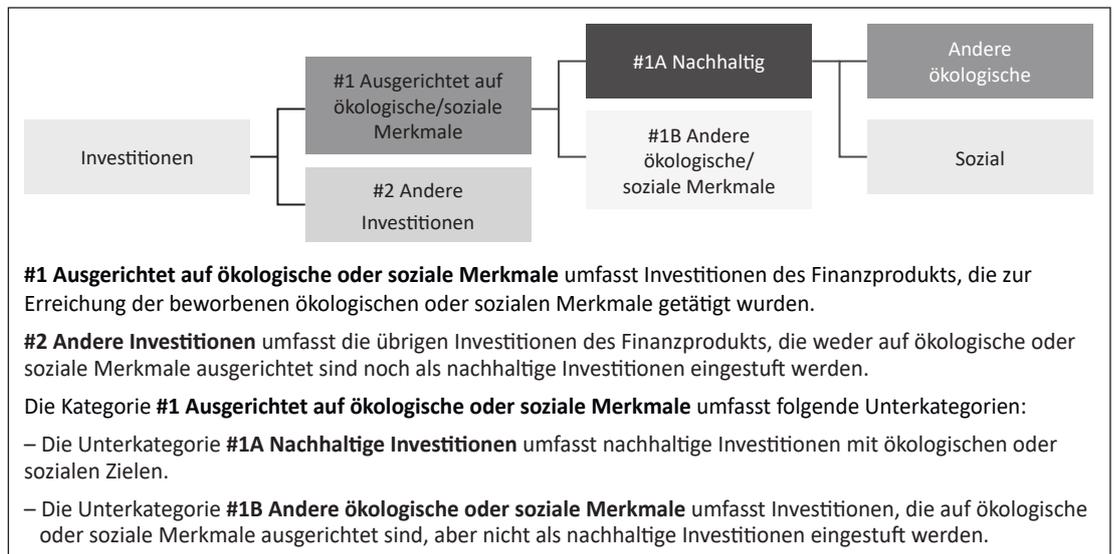 Investitionen
#1 Ausgerichtet auf
ökologische/soziale
Merkmale
#2 Andere
Investitionen
#1A Nachhaltig
#1B Andere
ökologische/
soziale Merkmale
Andere
ökologische
Sozial
#1 Ausgerichtet auf ökologische oder soziale Merkmale umfasst Investitionen des Finanzprodukts, die zur
Erreichung der beworbenen ökologischen oder sozialen Merkmale getätigt wurden.
#2 Andere Investitionen umfasst die übrigen Investitionen des Finanzprodukts, die weder auf ökologische oder
soziale Merkmale ausgerichtet sind noch als nachhaltige Investitionen eingestuft werden.
Die Kategorie #1 Ausgerichtet auf ökologische oder soziale Merkmale umfasst folgende Unterkategorien:
– Die Unterkategorie #1A Nachhaltige Investitionen umfasst nachhaltige Investitionen mit ökologischen oder
sozialen Zielen.
– Die Unterkategorie #1B Andere ökologische oder soziale Merkmale umfasst Investitionen, die auf ökologische
oder soziale Merkmale ausgerichtet sind, aber nicht als nachhaltige Investitionen eingestuft werden.